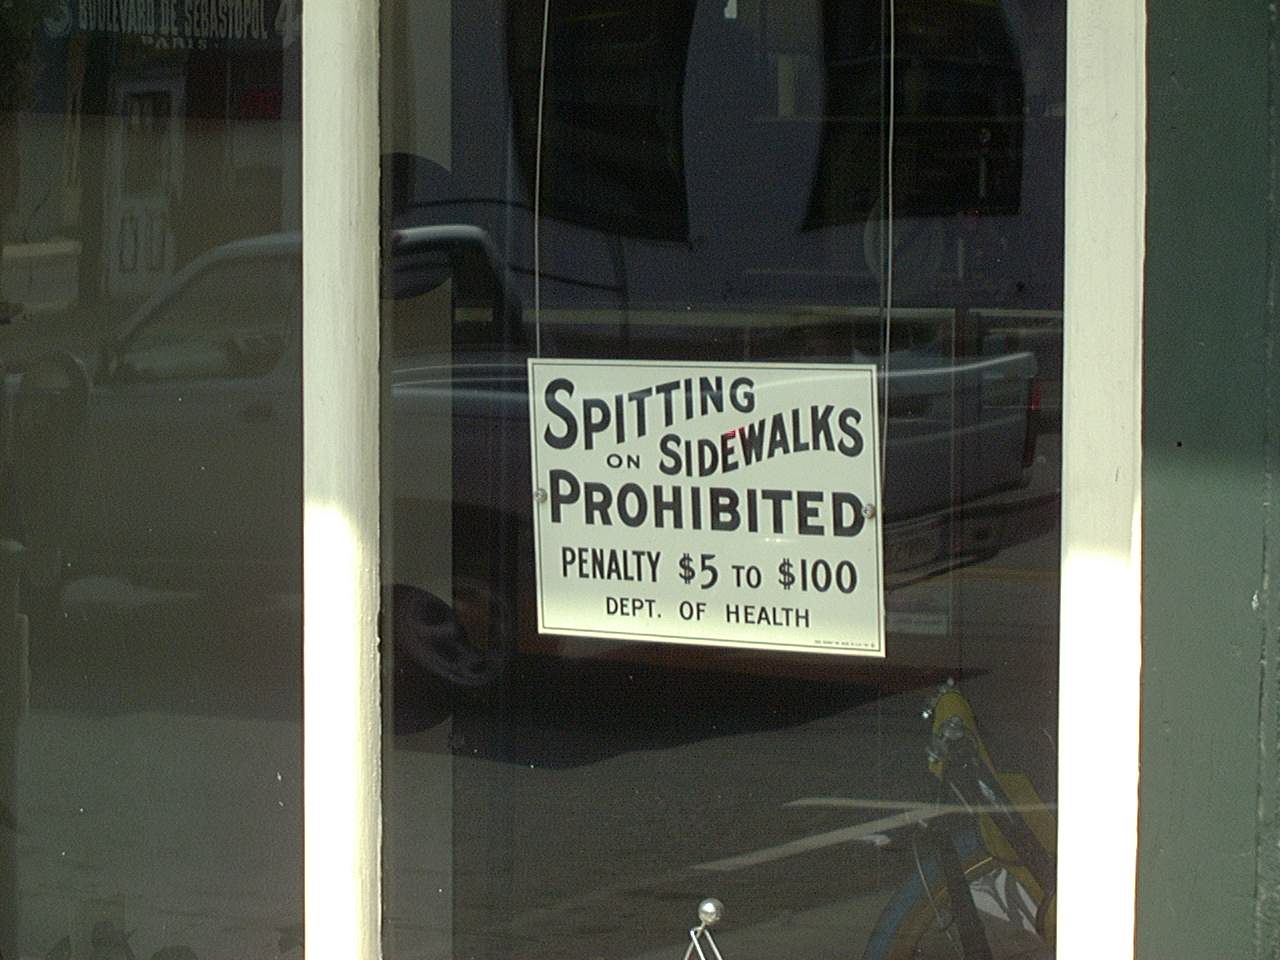 BOULEVARD DE SEBASTOPOL
PARIS
SPITTING
ON SIDEWALKS
PROHIBITED
PENALTY $5 TO $100
DEPT. OF HEALTH